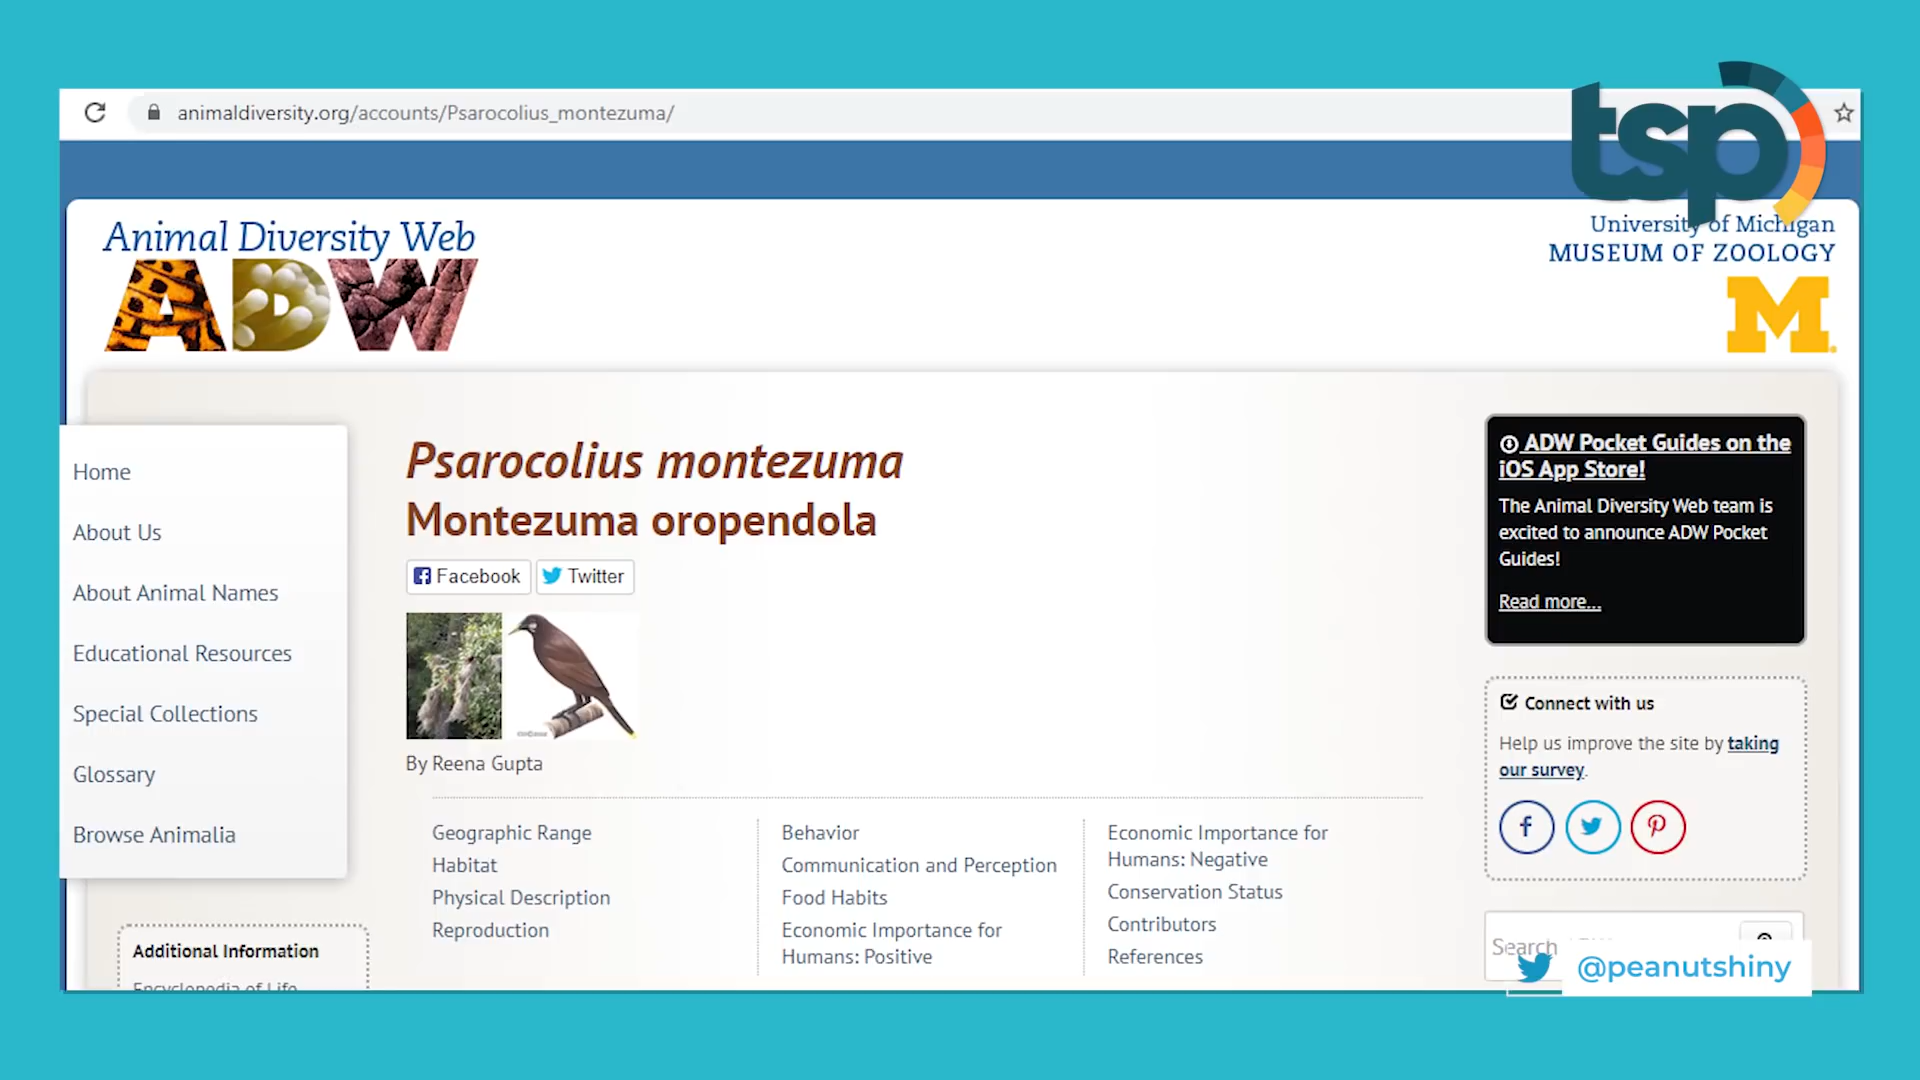 animaldiversity.org/accounts/Psarocolius_montezuma/
tsp
Animal Diversity Web
ADW
University of Michigan
MUSEUM OF ZOOLOGY
M
Home
About Us
About Animal Names
Educational Resources
Special Collections
Glossary
Browse Animalia
Additional Information
Encyclopedia of Life
Psarocolius montezuma
Montezuma oropendola
Facebook
Twitter
By Reena Gupta
Geographic Range
Habitat
Physical Description
Reproduction
Behavior
Communication and Perception
Food Habits
Economic Importance for
Humans: Positive
Economic Importance for
Humans: Negative
Conservation Status
Contributors
References
ADW Pocket Guides on the
iOS App Store!
The Animal Diversity Web team is
excited to announce ADW Pocket
Guides!
Read more...
Connect with us
Help us improve the site by taking
our survey.
Search
@peanutshiny